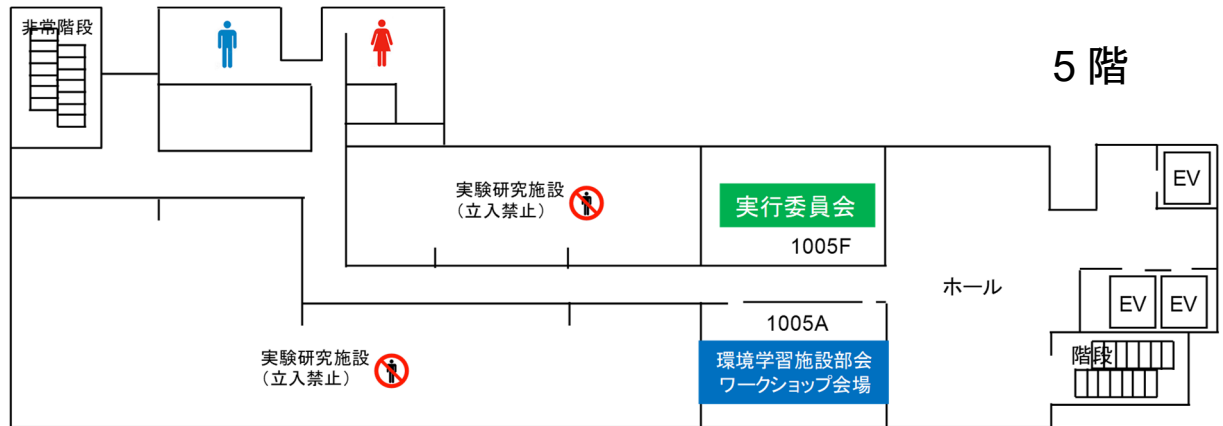 非常階段
5 階
EV
実験研究施設
（立入禁止）
実行委員会
1005F
ホール
EV
EV
1005A
実験研究施設
（立入禁止）
環境学習施設部会
ワークショップ会場
階段